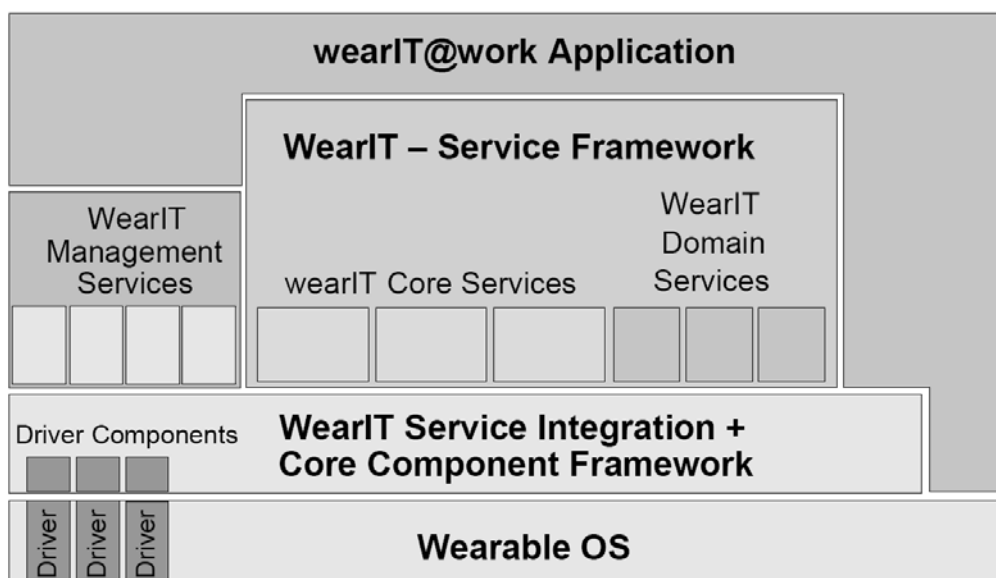 wearIT@work Application
WearIT – Service Framework
WearIT
Management
Services
wearIT Core Services
WearIT
Domain
Services
Driver Components
WearIT Service Integration +
Core Component Framework
Driver
Driver
Driver
Wearable OS